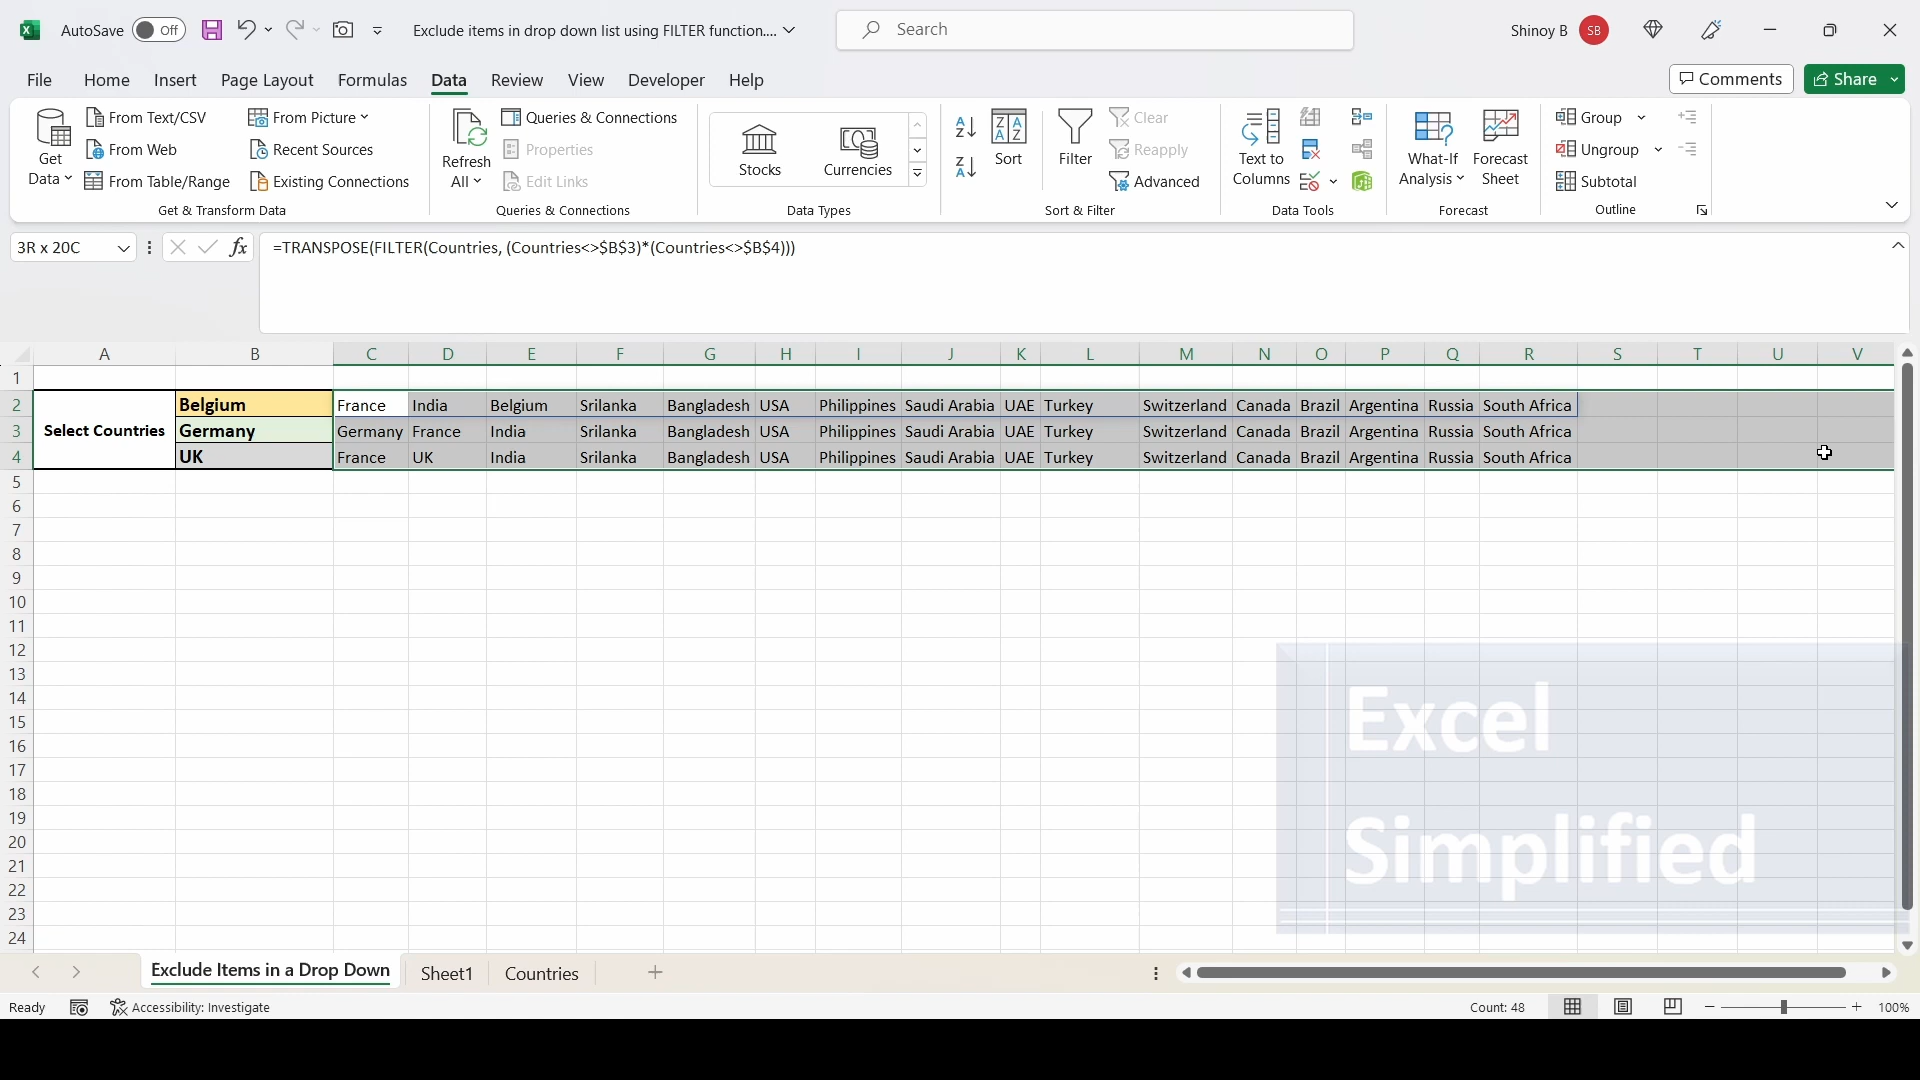 AutoSave Off Exclude items in drop down list using FILTER function.... Search Shinoy B SB
File Home Insert Page Layout Formulas Data Review View Developer Help Comments Share
Get Data From Text/CSV From Web From Table/Range From Picture Recent Sources Existing Connections
Get & Transform Data
Refresh All Queries & Connections Properties Edit Links
Queries & Connections
Stocks Currencies
Data Types
Sort Filter Clear Reapply Advanced
Sort & Filter
Text to Columns
Data Tools
What-If Analysis Forecast Sheet
Forecast
Group Ungroup Subtotal
Outline
3R x 20C fx =TRANSPOSE(FILTER(Countries, (Countries<>$B$3)*(Countries<>$B$4)))
A B C D E F G H I J K L M N O P Q R S T U V
1
2 Belgium France India Belgium Srilanka Bangladesh USA Philippines Saudi Arabia UAE Turkey Switzerland Canada Brazil Argentina Russia South Africa
3 Select Countries Germany Germany France India Srilanka Bangladesh USA Philippines Saudi Arabia UAE Turkey Switzerland Canada Brazil Argentina Russia South Africa
4 UK France UK India Srilanka Bangladesh USA Philippines Saudi Arabia UAE Turkey Switzerland Canada Brazil Argentina Russia South Africa
5
6
7
8
9
10
11
12
13
14
15
16
17
18
19
20
21
22
23
24
Excel
Simplified
Exclude Items in a Drop Down Sheet1 Countries
Ready Accessibility: Investigate Count: 48 100%